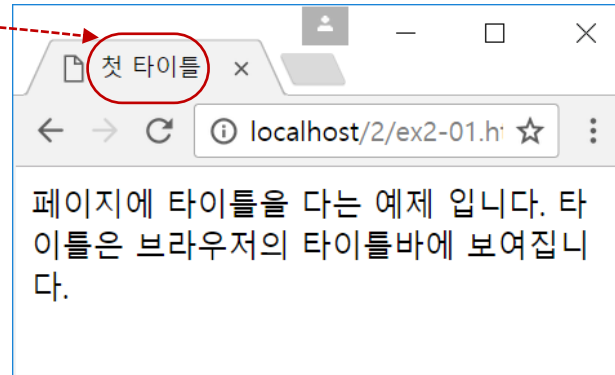 첫 타이틀
localhost/2/ex2-01.h
페이지에 타이틀을 다는 예제 입니다. 타
이틀은 브라우저의 타이틀바에 보여집니
다.